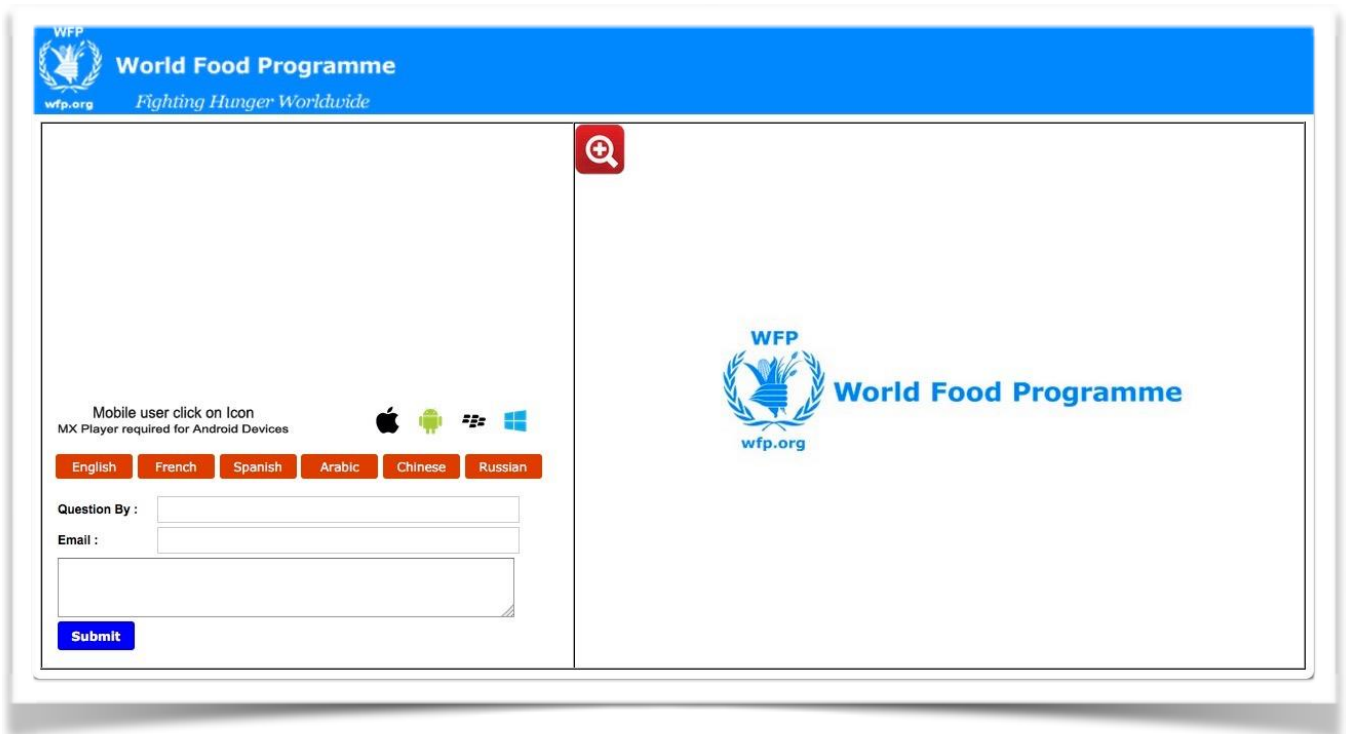 WFP
World Food Programme
wfp.org
Fighting Hunger Worldwide
Mobile user click on Icon
MX Player required for Android Devices
English French Spanish Arabic Chinese Russian
Question By :
Email :
Submit
WFP
World Food Programme
wfp.org